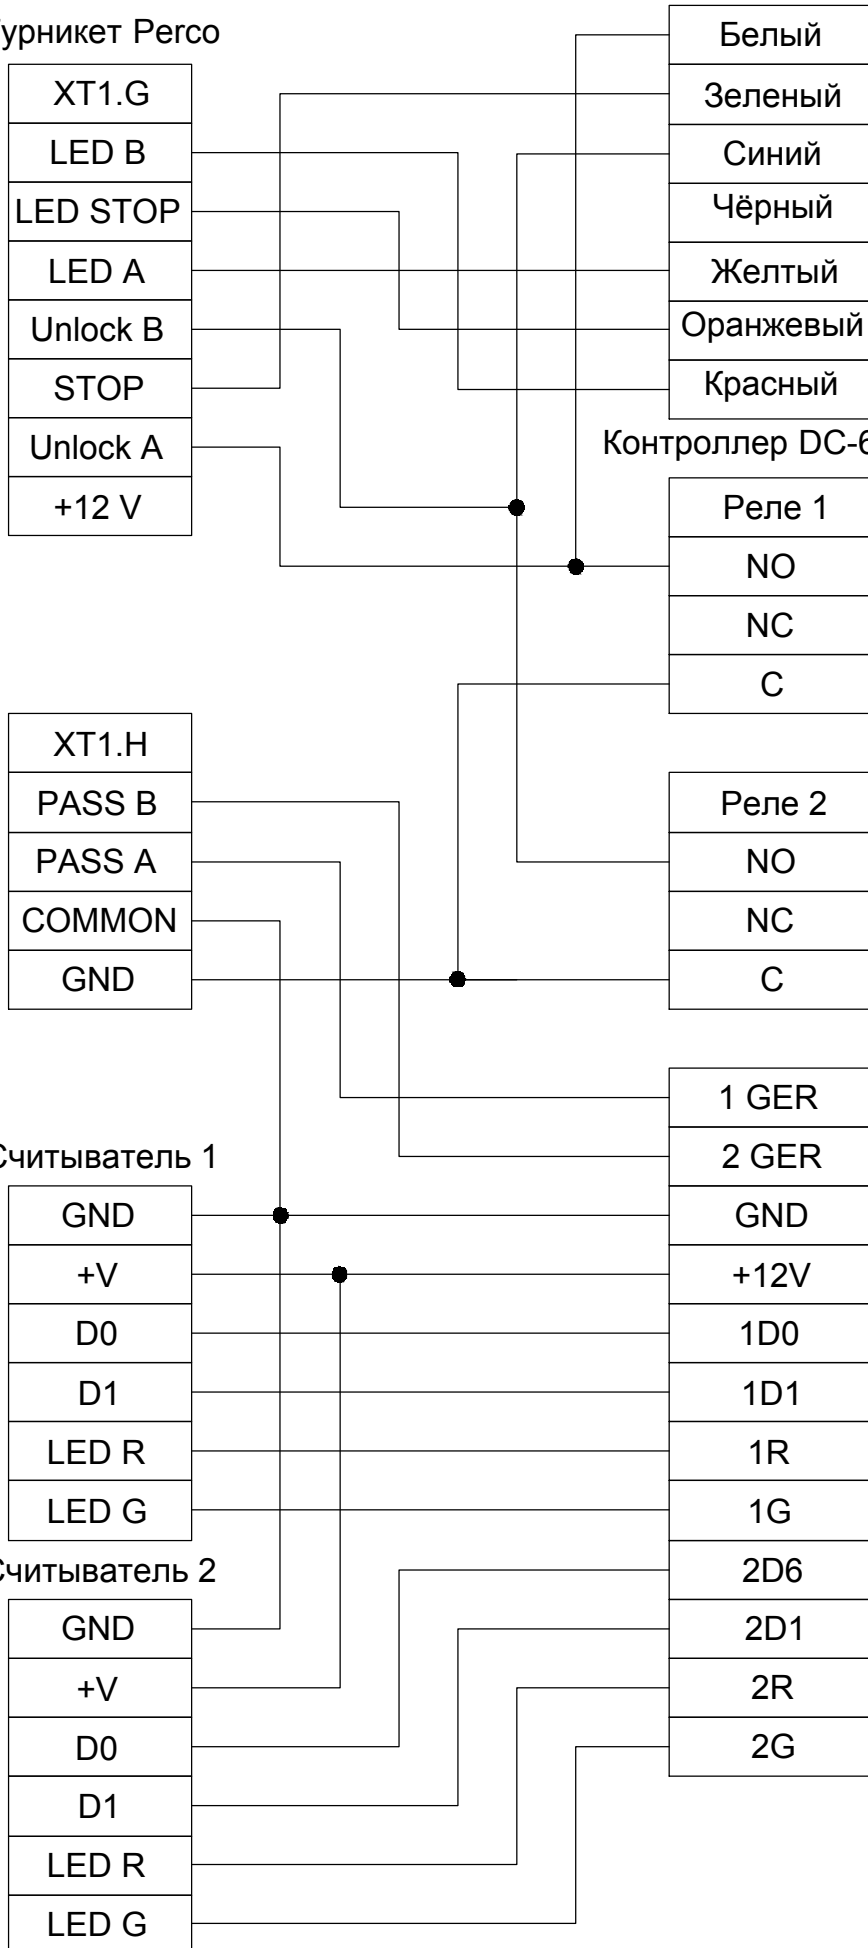 урникет Perco
XT1.G
LED B
LED STOP
LED A
Unlock B
STOP
Unlock A
+12 V
Белый
Зеленый
Синий
Чёрный
Желтый
Оранжевый
Красный
Контроллер DC-6
Реле 1
NO
NC
C
XT1.H
PASS B
PASS A
COMMON
GND
Реле 2
NO
NC
C
Считыватель 1
GND
+V
D0
D1
LED R
LED G
Считыватель 2
GND
+V
D0
D1
LED R
LED G
1 GER
2 GER
GND
+12V
1D0
1D1
1R
1G
2D6
2D1
2R
2G